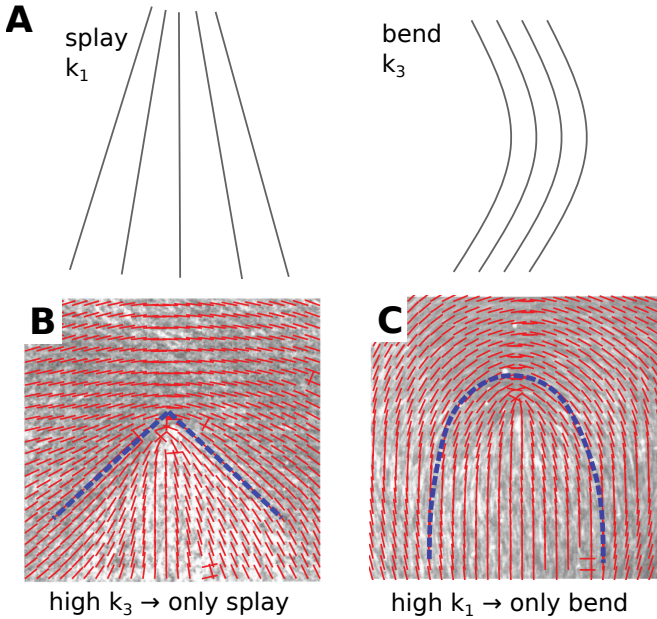 A
splay
k₁
bend
k₃
B
C
high k₃ → only splay
high k₁ → only bend